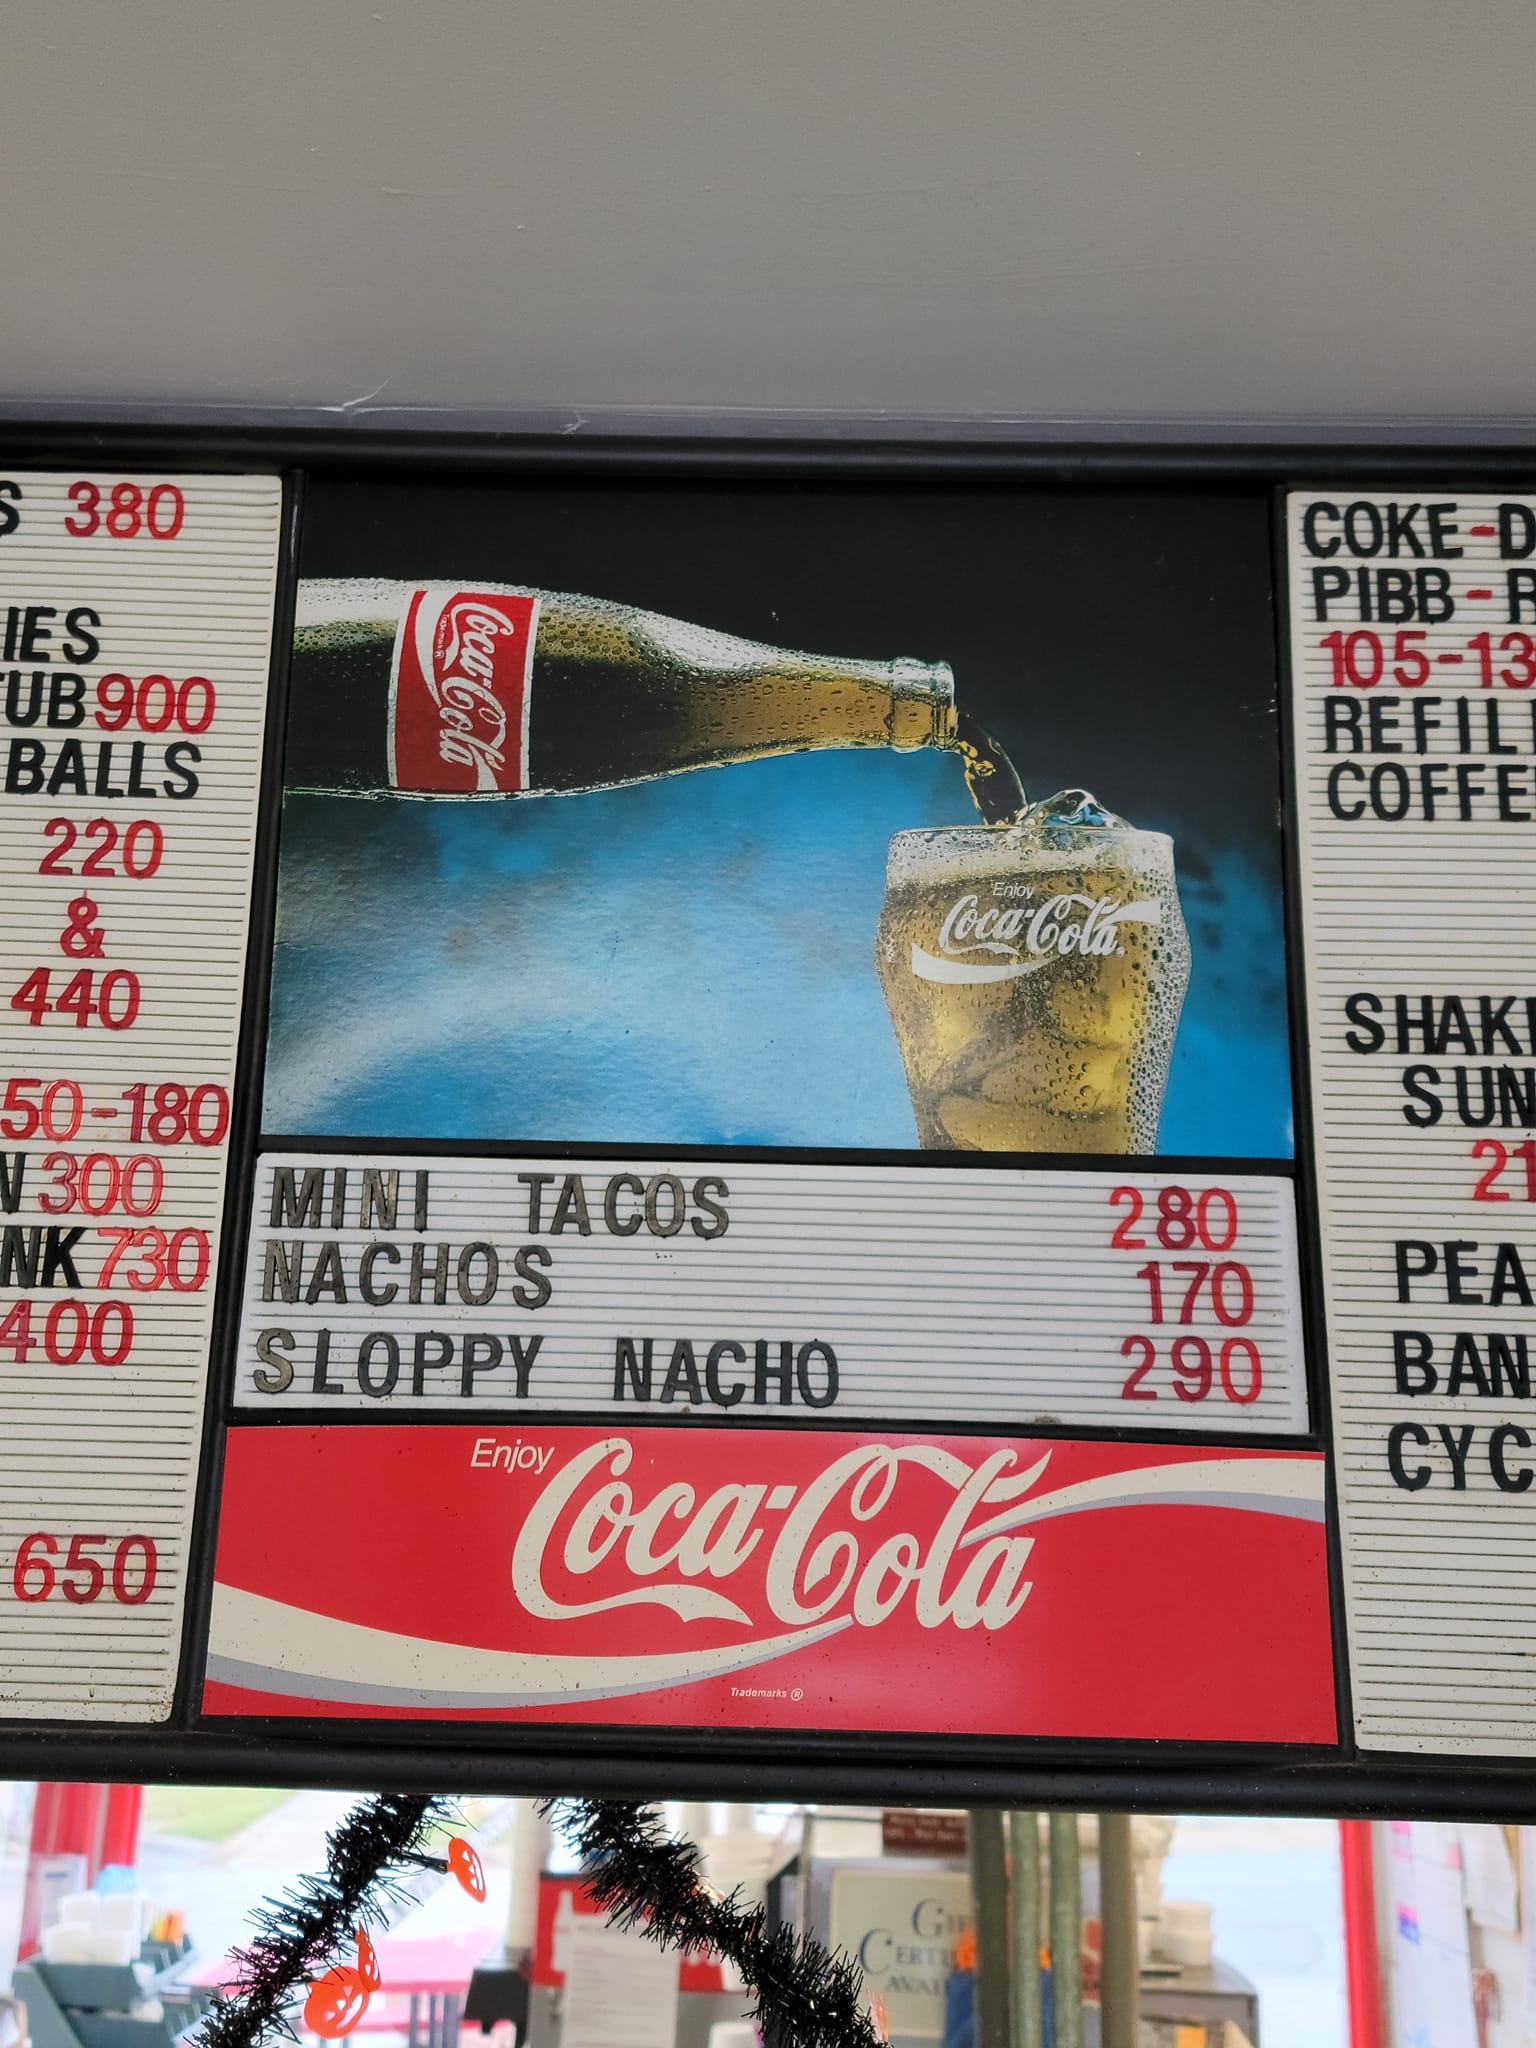 S 380
IES
TUB 900
BALLS
220
&
440
50-180
N 300
NK 730
400
650
Coca-Cola
Trade-mark ®
Enjoy
Coca-Cola
MINI TACOS 280
NACHOS 170
SLOPPY NACHO 290
Enjoy
Coca-Cola
Trademarks ®
COKE-D
PIBB-R
105-13
REFIL
COFFE
SHAK
SUN
21
PEA
BAN
CYC